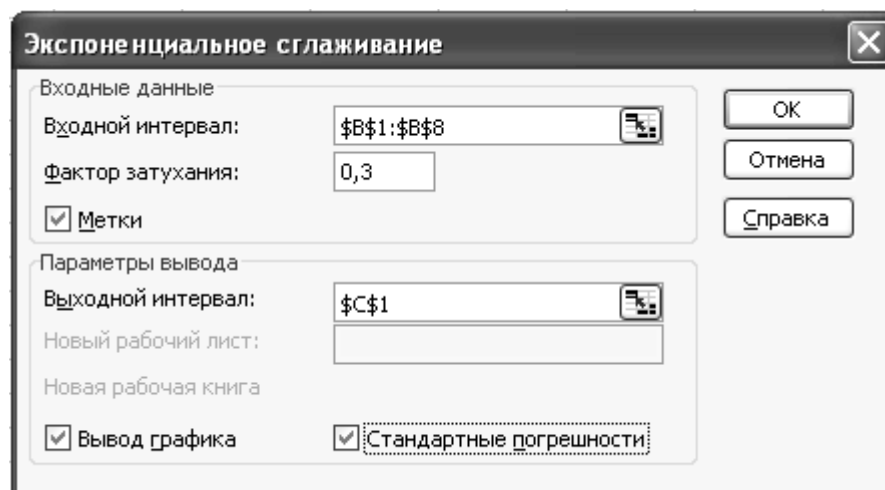 Экспоненциальное сглаживание
Входные данные
Входной интервал: $B$1:$B$8
Фактор затухания: 0,3
Метки
Параметры вывода
Выходной интервал: $C$1
Новый рабочий лист:
Новая рабочая книга
Вывод графика Стандартные погрешности
ОК
Отмена
Справка